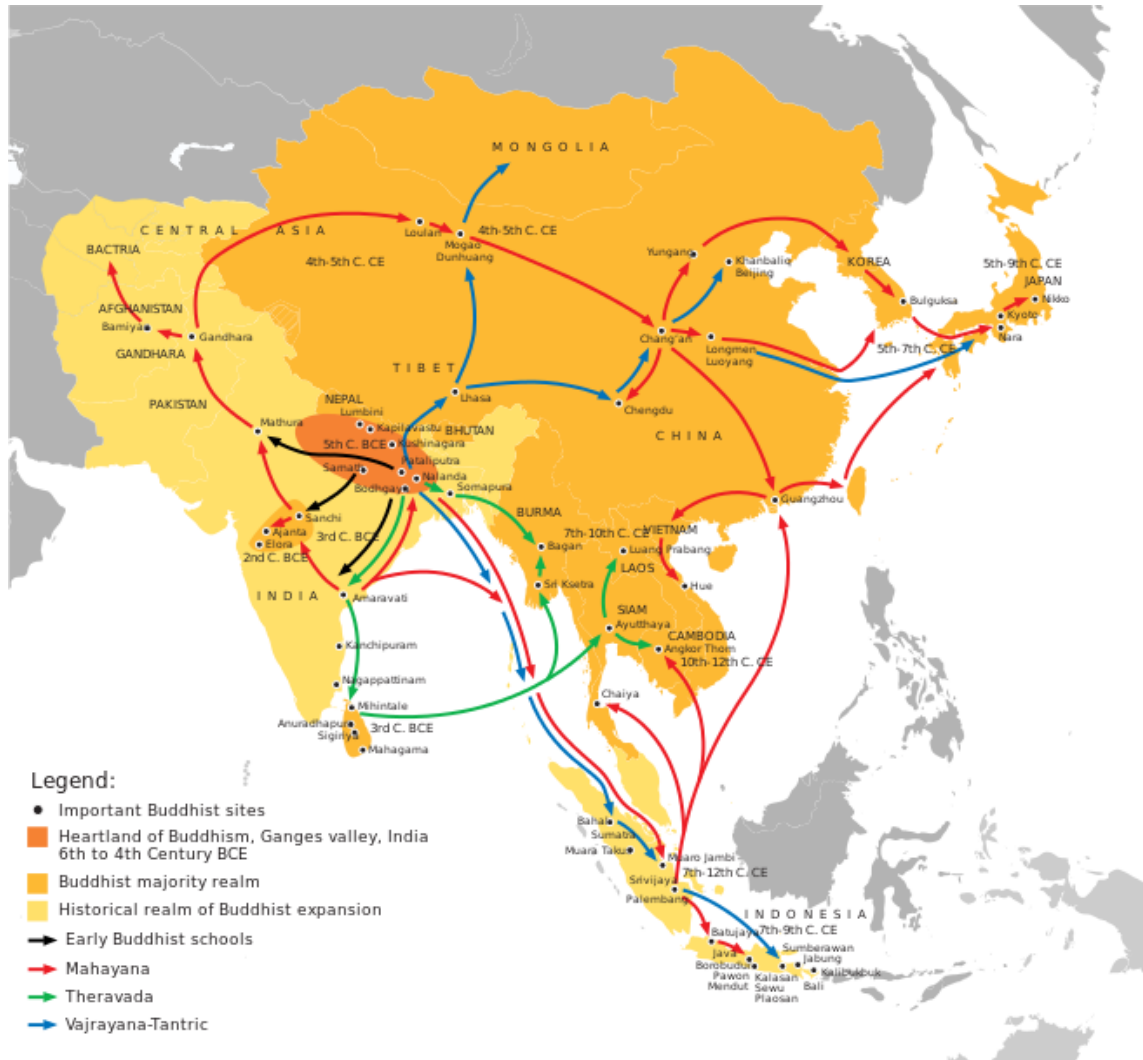 MONGOLIA
CENTRAL ASIA
BACTRIA
Loulan
Mogao
Dunhuang
4th-5th C. CE
4th-5th C. CE
Yungang
Khanbaliq
Beijing
KOREA
5th-9th C. CE
JAPAN
Nikko
Bulguksa
Kyoto
Nara
AFGHANISTAN
Bamiya
Gandhara
GANDHARA
Chang'an
Longmen
Luoyang
5th-7th C. CE
TIBET
Lhasa
Chengdu
PAKISTAN
NEPAL
Lumbini
Kapilavastu
BHUTAN
Mathura
5th C. BCE
Kushinagara
CHINA
Sarnath
Pataliputra
Nalanda
Bodhgay
Somapura
Guangzhou
BURMA
Sanchi
Ajanta
3rd C. BCE
Elora
2nd C. BCE
7th-10th C. CE
VIETNAM
Bagan
Luang Prabang
LAOS
Sri Ksetra
Hue
INDIA
Amaravati
SIAM
Ayutthaya
CAMBODIA
Angkor Thom
10th-12th C. CE
Kanchipuram
Nagappattinam
Chaiya
Mihintale
Anuradhapura
3rd C. BCE
Sigiriya
Mahagama
Legend:
Important Buddhist sites
Heartland of Buddhism, Ganges valley, India
6th to 4th Century BCE
Buddhist majority realm
Historical realm of Buddhist expansion
Early Buddhist schools
Mahayana
Theravada
Vajrayana-Tantric
Bahal
Sumatra
Muara Takus
Muaro Jambi
7th-12th C. CE
Srivijaya
Palembang
INDONESIA
7th-9th C. CE
Batujaya
Java
Borobudur
Pawon
Mendut
Sumberawan
Jabung
Kalasan
Sewu
Plaosan
Kalibukbuk
Bali